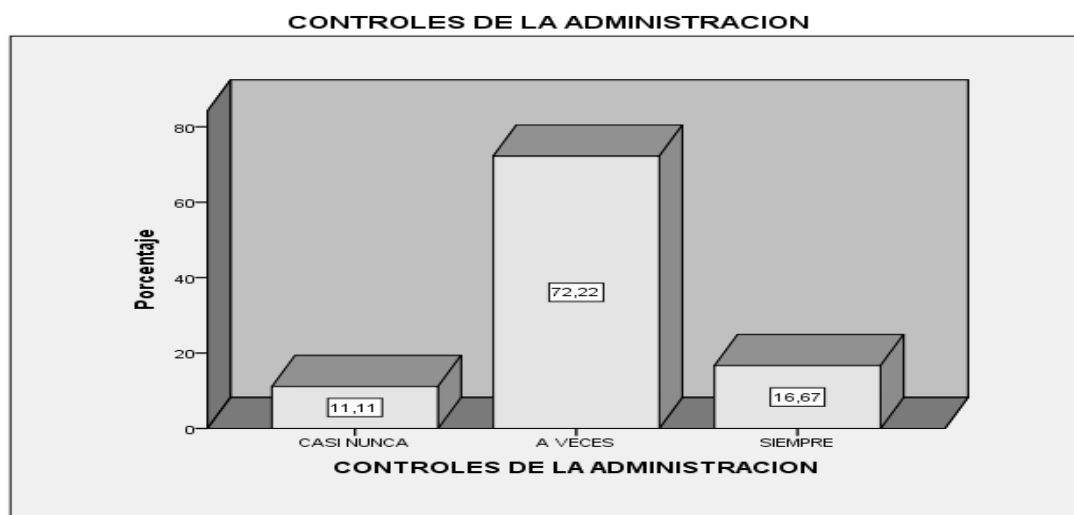 CONTROLES DE LA ADMINISTRACION
Porcentaje
80
60
40
20
0
72,22
11,11
16,67
CASI NUNCA
A VECES
SIEMPRE
CONTROLES DE LA ADMINISTRACION